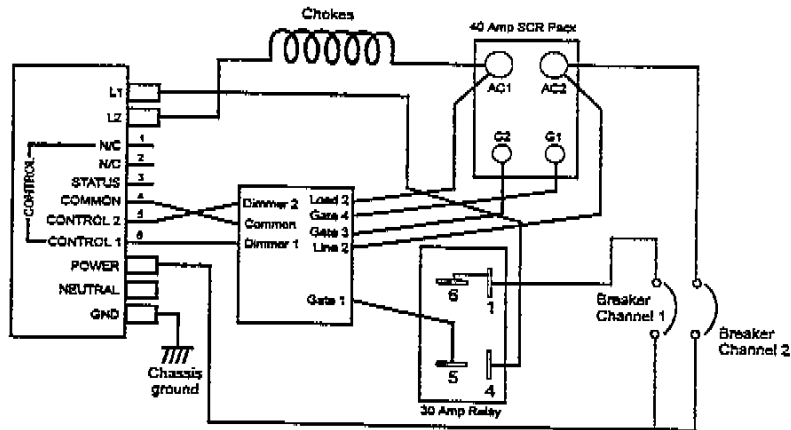 Chokes
40 Amp SCR Pack
AC1
AC2
G2
G1
L1
L2
CONTROL
N/C 1
N/C 2
STATUS 3
COMMON 4
CONTROL 2 5
CONTROL 1 6
POWER
NEUTRAL
GND
Chassis
ground
Dimmer 2
Common
Dimmer 1
Load 2
Gate 4
Gate 3
Line 2
Gate 1
6
1
5
4
30 Amp Relay
Breaker
Channel 1
Breaker
Channel 2